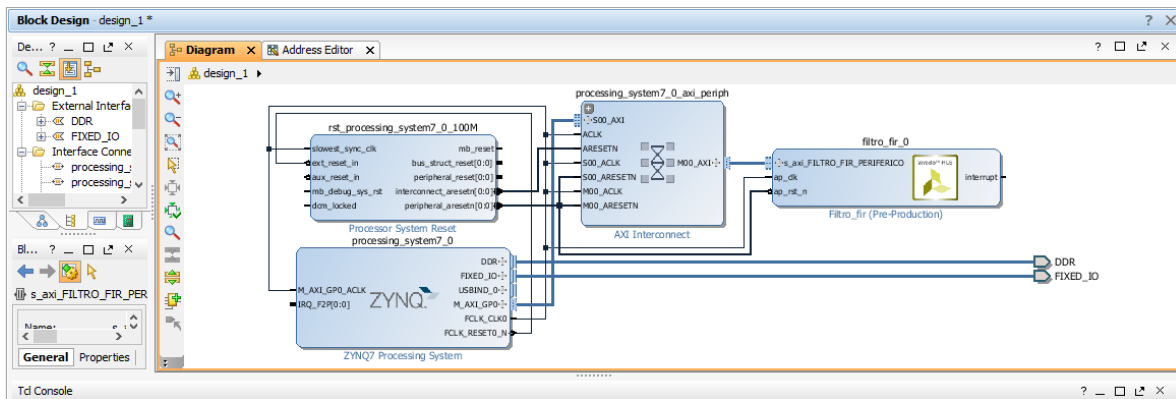 Block Design - design_1 *
? ×
De... ? _ ×
design_1
External Interfa
DDR
FIXED_IO
Interface Connec
processing_s
processing_s
Bl... ? _ ×
s_axi_FILTRO_FIR_PER
General Properties
Diagram × Address Editor ×
? ×
design_1
rst_processing_system7_0_100M
slowest_sync_clk
ext_reset_in
aux_reset_in
mb_debug_sys_rst
dcm_locked
mb_reset
bus_struct_reset[0:0]
peripheral_reset[0:0]
interconnect_aresetn[0:0]
peripheral_aresetn[0:0]
Processor System Reset
processing_system7_0
M_AXI_GP0_ACLK
IRQ_F2P[0:0]
ZYNQ
DDR
FIXED_IO
USBIND_0
M_AXI_GP0
FCLK_CLK0
FCLK_RESET0_N
ZYNQ7 Processing System
processing_system7_0_axi_periph
S00_AXI
ACLK
ARESETN
S00_ACLK
S00_ARESETN
M00_ACLK
M00_ARESETN
M00_AXI
AXI Interconnect
filtro_fir_0
s_axi_FILTRO_FIR_PERIFERICO
ap_clk
ap_rst_n
interrupt
Filtro_fir (Pre-Production)
DDR
FIXED_IO
Tcl Console
? _ ×